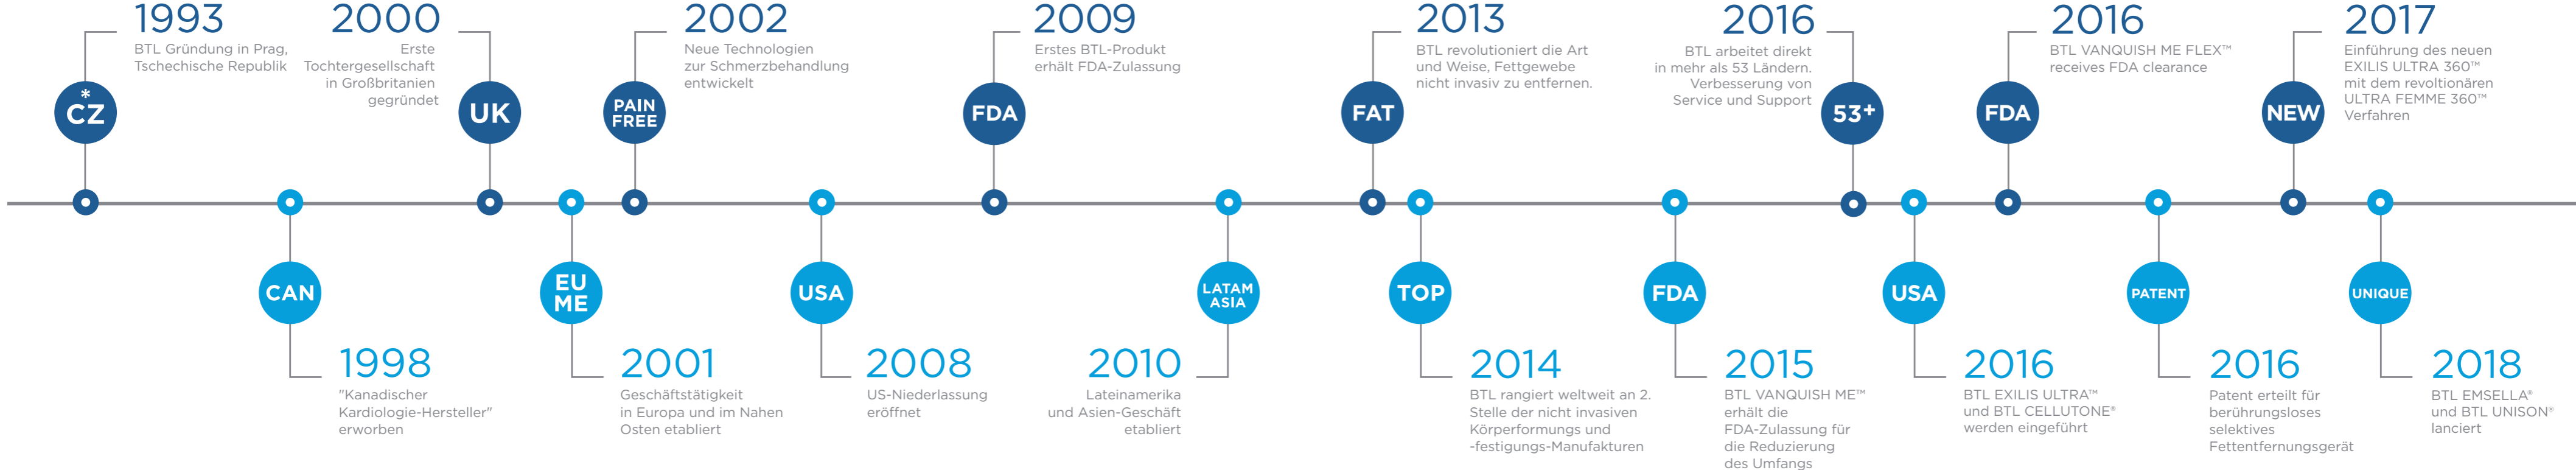 1993
BTL Gründung in Prag,
Tschechische Republik
*
CZ
CAN
1998
"Kanadischer
Kardiologie-Hersteller"
erworben
2000
Erste
Tochtergesellschaft
in Großbritanien
gegründet
UK
EU
ME
2001
Geschäftstätigkeit
in Europa und im Nahen
Osten etabliert
2002
Neue Technologien
zur Schmerzbehandlung
entwickelt
PAIN
FREE
USA
2008
US-Niederlassung
eröffnet
2009
Erstes BTL-Produkt
erhält FDA-Zulassung
FDA
LATAM
ASIA
2010
Lateinamerika
und Asien-Geschäft
etabliert
2013
BTL revolutioniert die Art
und Weise, Fettgewebe
nicht invasiv zu entfernen.
FAT
TOP
2014
BTL rangiert weltweit an 2.
Stelle der nicht invasiven
Körperformungs und
-festigungs-Manufakturen
FDA
2015
BTL VANQUISH ME™
erhält die
FDA-Zulassung für
die Reduzierung
des Umfangs
2016
BTL arbeitet direkt
in mehr als 53 Ländern.
Verbesserung von
Service und Support
53+
USA
2016
BTL EXILIS ULTRA™
und BTL CELLUTONE®
werden eingeführt
2016
BTL VANQUISH ME FLEX™
receives FDA clearance
FDA
PATENT
2016
Patent erteilt für
berührungsloses
selektives
Fettentfernungsgerät
2017
Einführung des neuen
EXILIS ULTRA 360™
mit dem revoltionären
ULTRA FEMME 360™
Verfahren
NEW
UNIQUE
2018
BTL EMSELLA®
und BTL UNISON®
lanciert